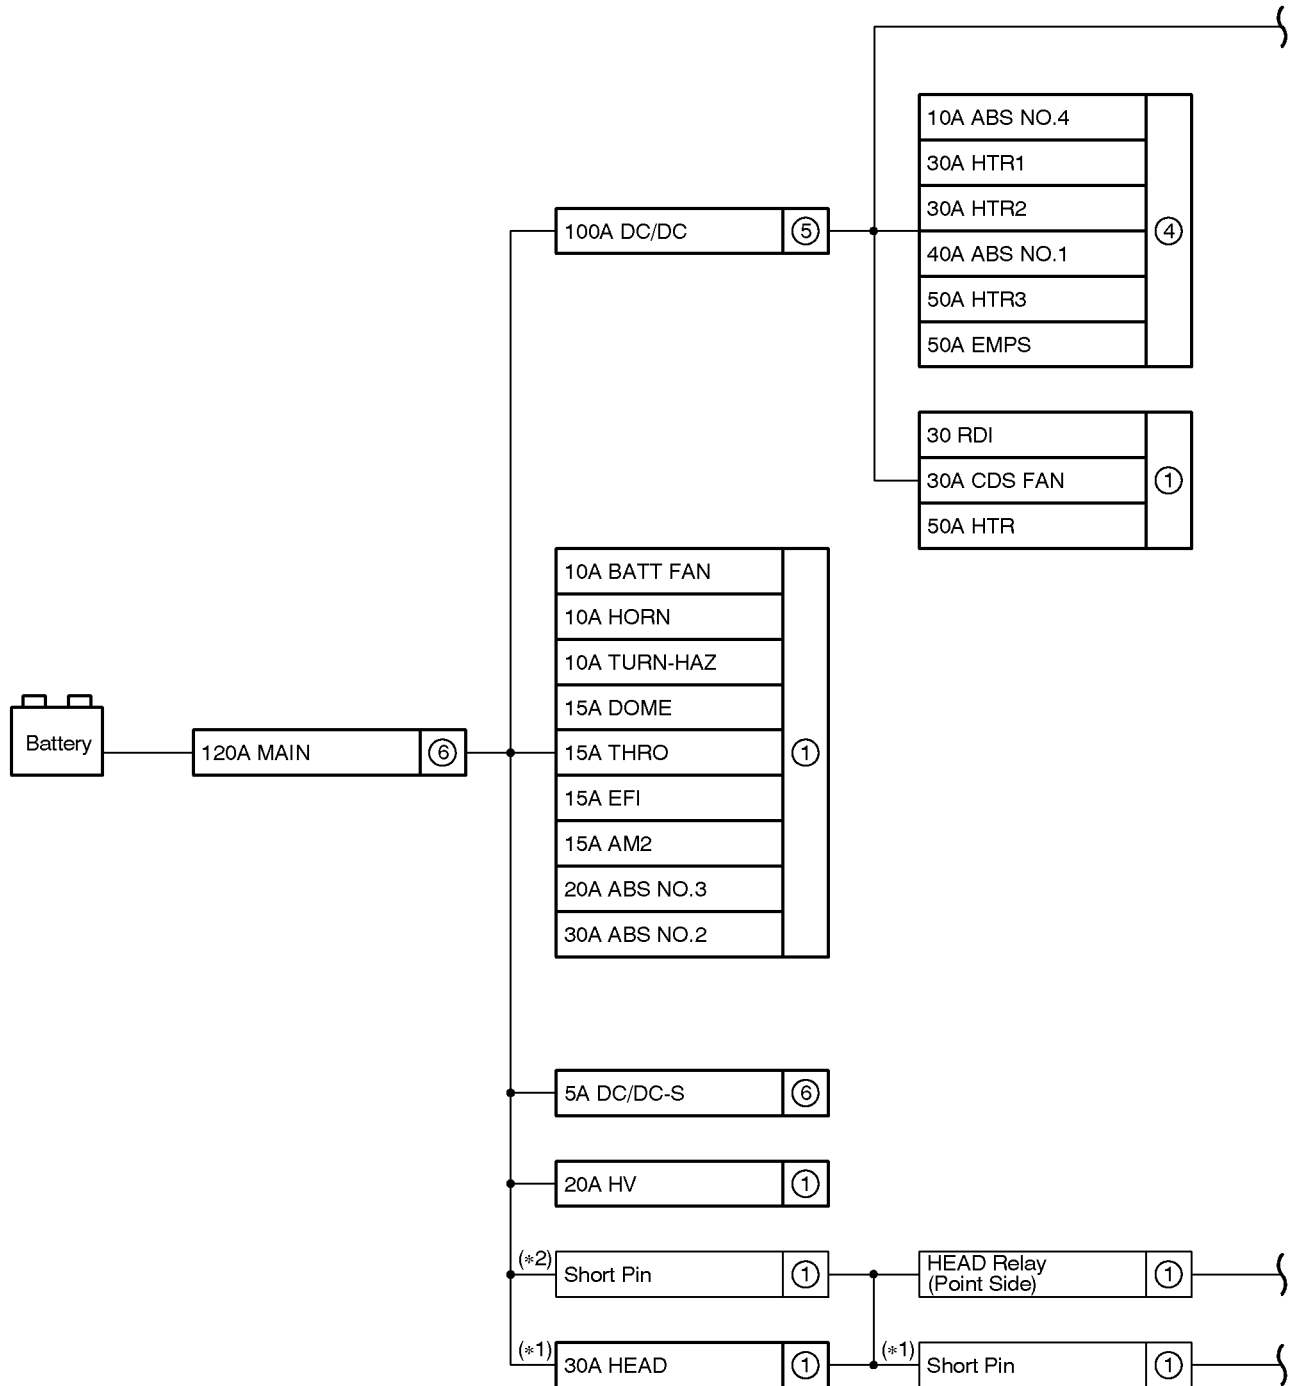 10A ABS NO.4
30A HTR1
30A HTR2
100A DC/DC ⑤
④
40A ABS NO.1
50A HTR3
50A EMPS
30 RDI
30A CDS FAN ①
50A HTR
10A BATT FAN
10A HORN
10A TURN-HAZ
15A DOME
Battery
120A MAIN ⑥
15A THRO ①
15A EFI
15A AM2
20A ABS NO.3
30A ABS NO.2
5A DC/DC-S ⑥
20A HV ①
(*2) Short Pin ①
HEAD Relay
(Point Side) ①
(*1) 30A HEAD ①
(*1) Short Pin ①